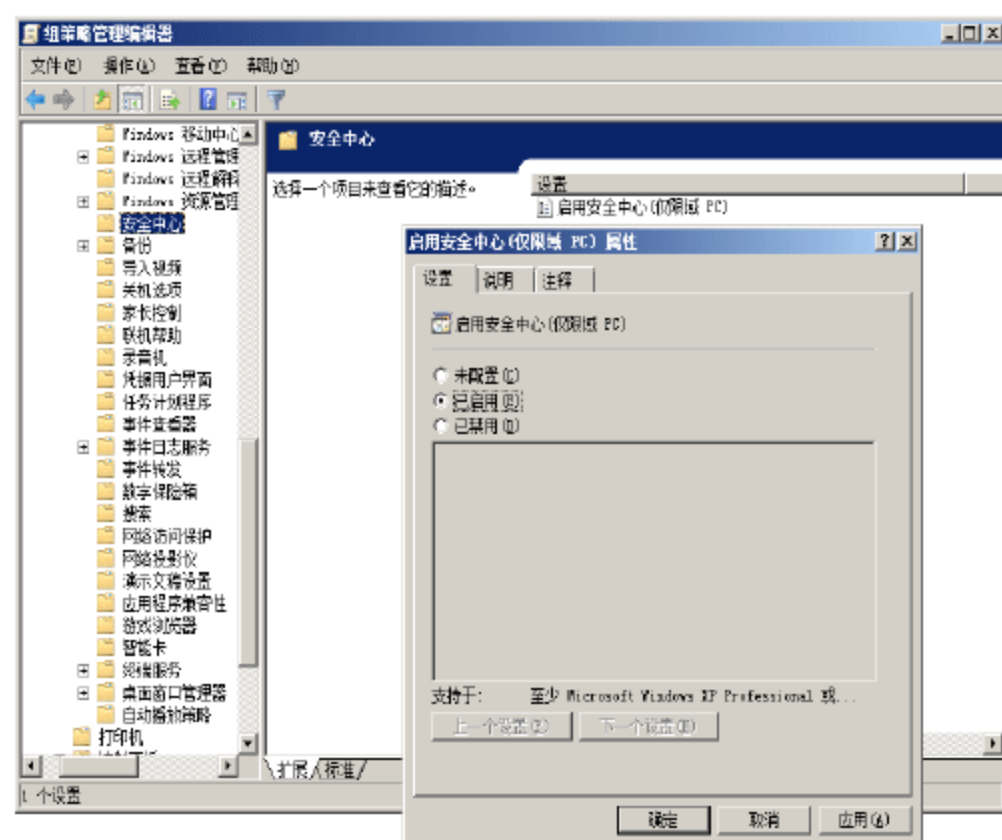 组策略管理编辑器
文件(F) 操作(A) 查看(V) 帮助(H)
Windows 移动中心
Windows 远程管理
Windows 远程解释
Windows 资源管理
安全中心
备份
导入视频
关机选项
家长控制
联机帮助
录音机
凭据用户界面
任务计划程序
事件查看器
事件日志服务
事件转发
数字保险箱
搜索
网络访问保护
网络投影仪
演示文稿设置
应用程序兼容性
游戏浏览器
智能卡
终端服务
桌面窗口管理器
自动播放策略
打印机
安全中心
选择一个项目来查看它的描述。
设置
启用安全中心(仅限域 PC)
启用安全中心(仅限域 PC) 属性
设置 说明 注释
启用安全中心(仅限域 PC)
未配置(C)
已启用(E)
已禁用(D)
支持于: 至少 Microsoft Windows XP Professional 或...
上一个设置(P) 下一个设置(N)
确定 取消 应用(A)
扩展 标准
1 个设置